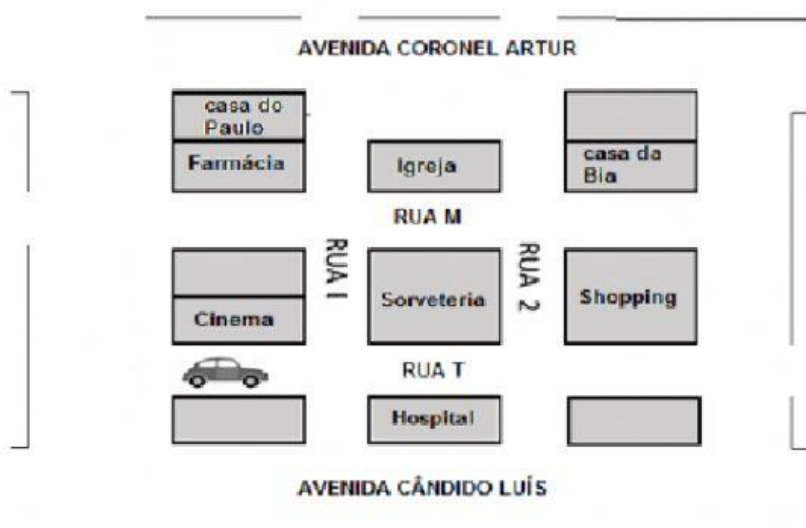 AVENIDA CORONEL ARTUR
casa do
Paulo
Farmácia
Igreja
casa da
Bia
RUA M
RUA I
RUA 2
Cinema
Sorveteria
Shopping
RUA T
Hospital
AVENIDA CÂNDIDO LUÍS